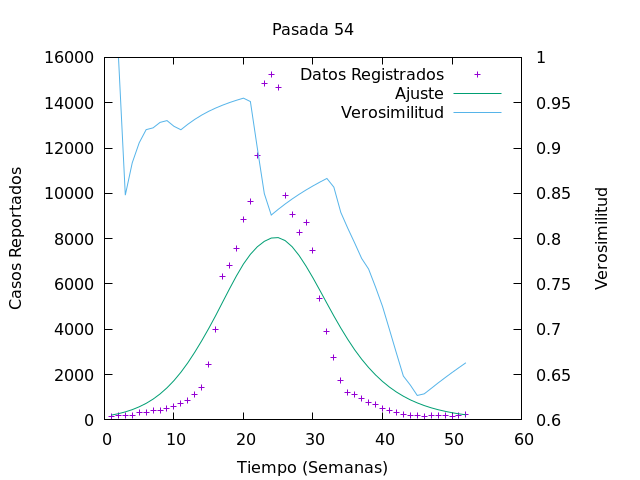 Pasada 54
Datos Registrados
Ajuste
Verosimilitud
Casos Reportados
16000
14000
12000
10000
8000
6000
4000
2000
0
1
0.95
0.9
0.85
0.8
0.75
0.7
0.65
0.6
Verosimilitud
0 10 20 30 40 50 60
Tiempo (Semanas)